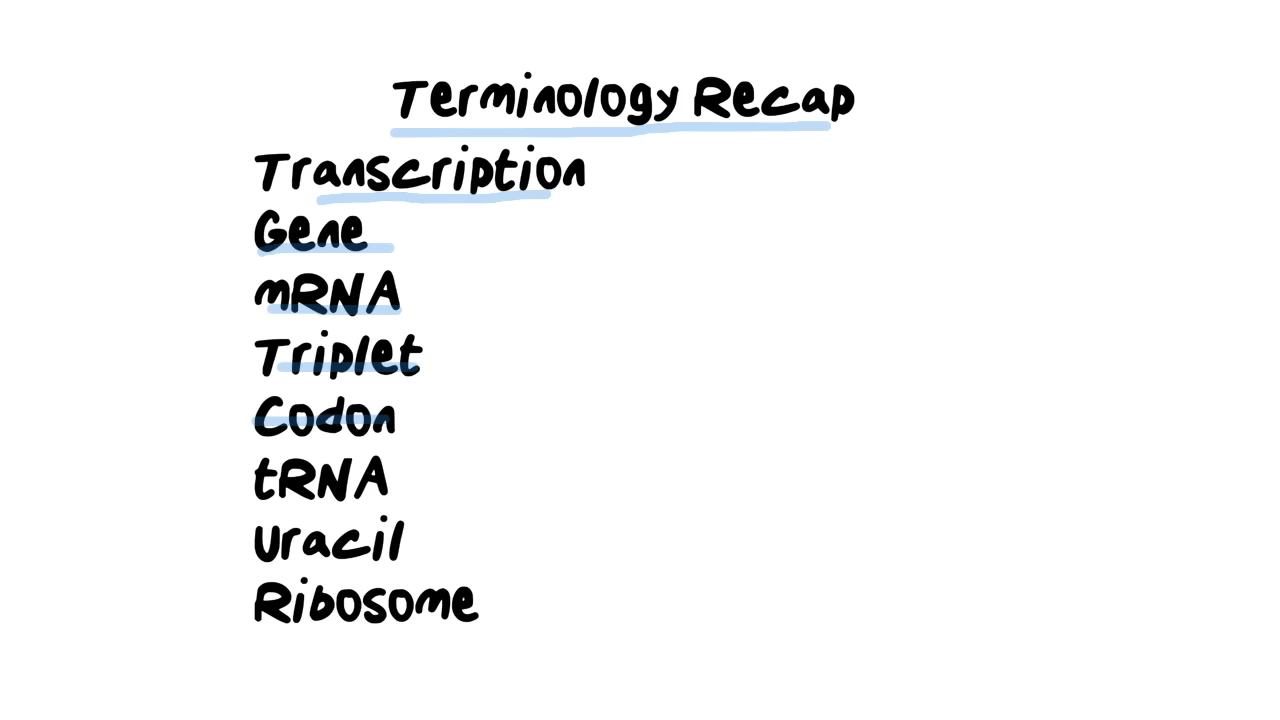 Terminology Recap
Transcription
Gene
mRNA
Triplet
Codon
tRNA
Uracil
Ribosome